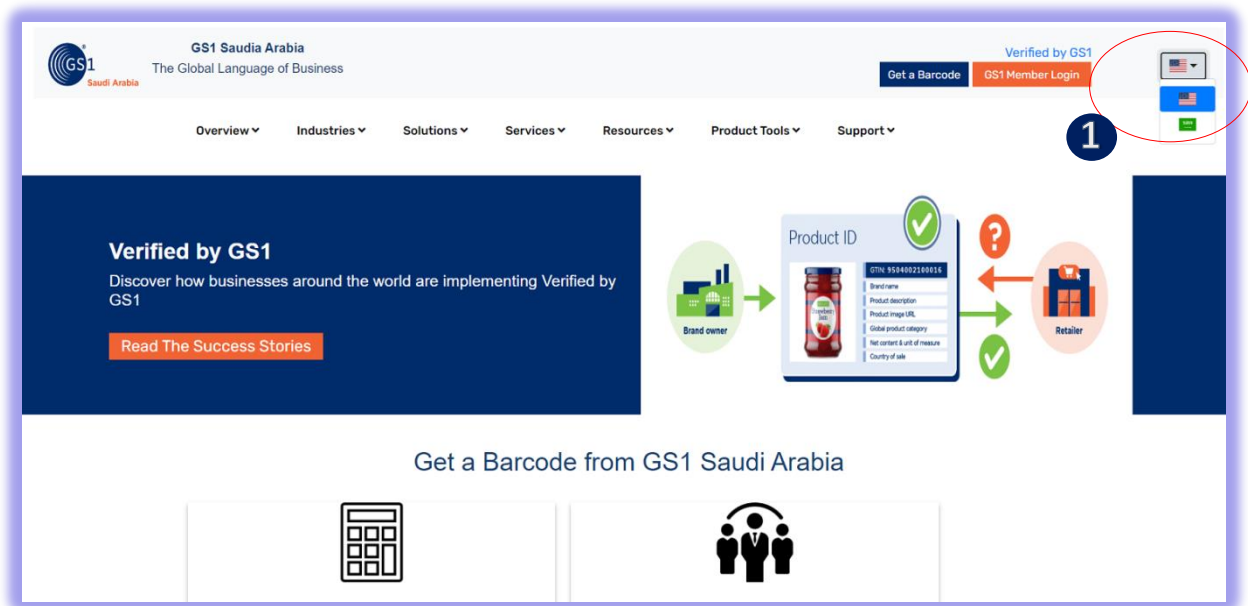 GS1
Saudi Arabia
GS1 Saudia Arabia
The Global Language of Business
Verified by GS1
Get a Barcode
GS1 Member Login
1
Overview
Industries
Solutions
Services
Resources
Product Tools
Support
Verified by GS1
Discover how businesses around the world are implementing Verified by
GS1
Read The Success Stories
Brand owner
Product ID
GTIN: 9504002100016
Brand name
Product description
Product image URL
Global product category
Net content & unit of measure
Country of sale
Strawberry
Jam
?
Retailer
Get a Barcode from GS1 Saudi Arabia